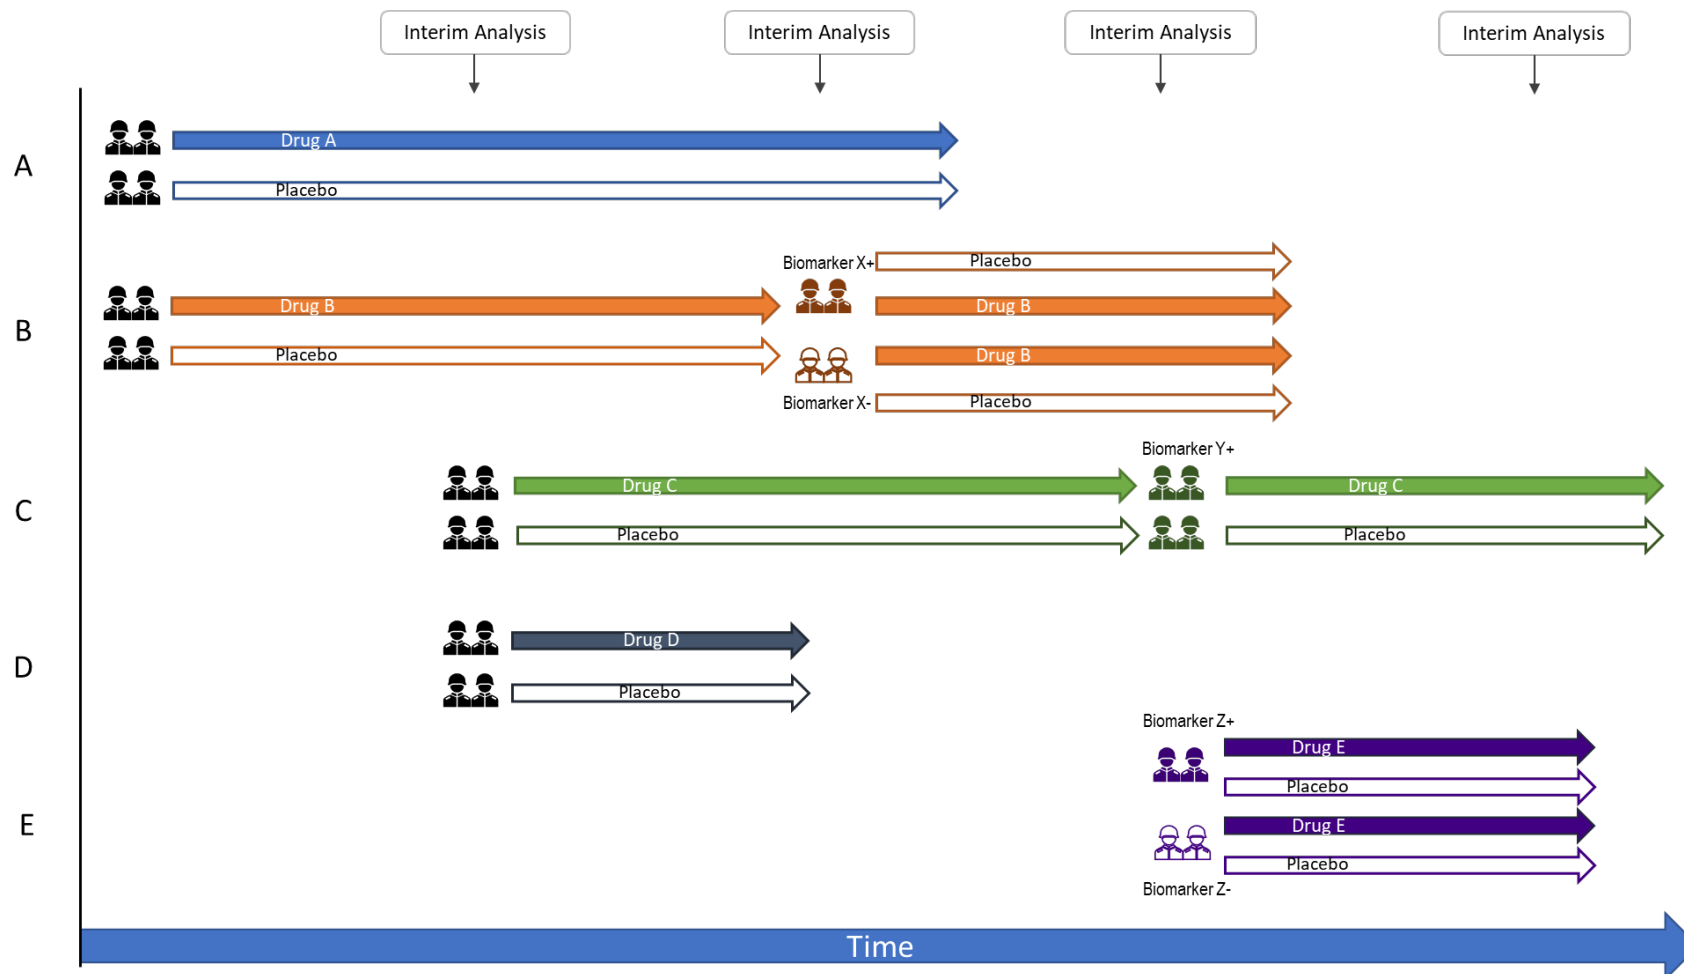 Interim Analysis
Interim Analysis
Interim Analysis
Interim Analysis
A
Drug A
Placebo
B
Drug B
Placebo
Biomarker X+
Placebo
Drug B
Drug B
Biomarker X-
Placebo
C
Drug C
Placebo
Biomarker Y+
Drug C
Placebo
D
Drug D
Placebo
E
Biomarker Z+
Drug E
Placebo
Drug E
Placebo
Biomarker Z-
Time